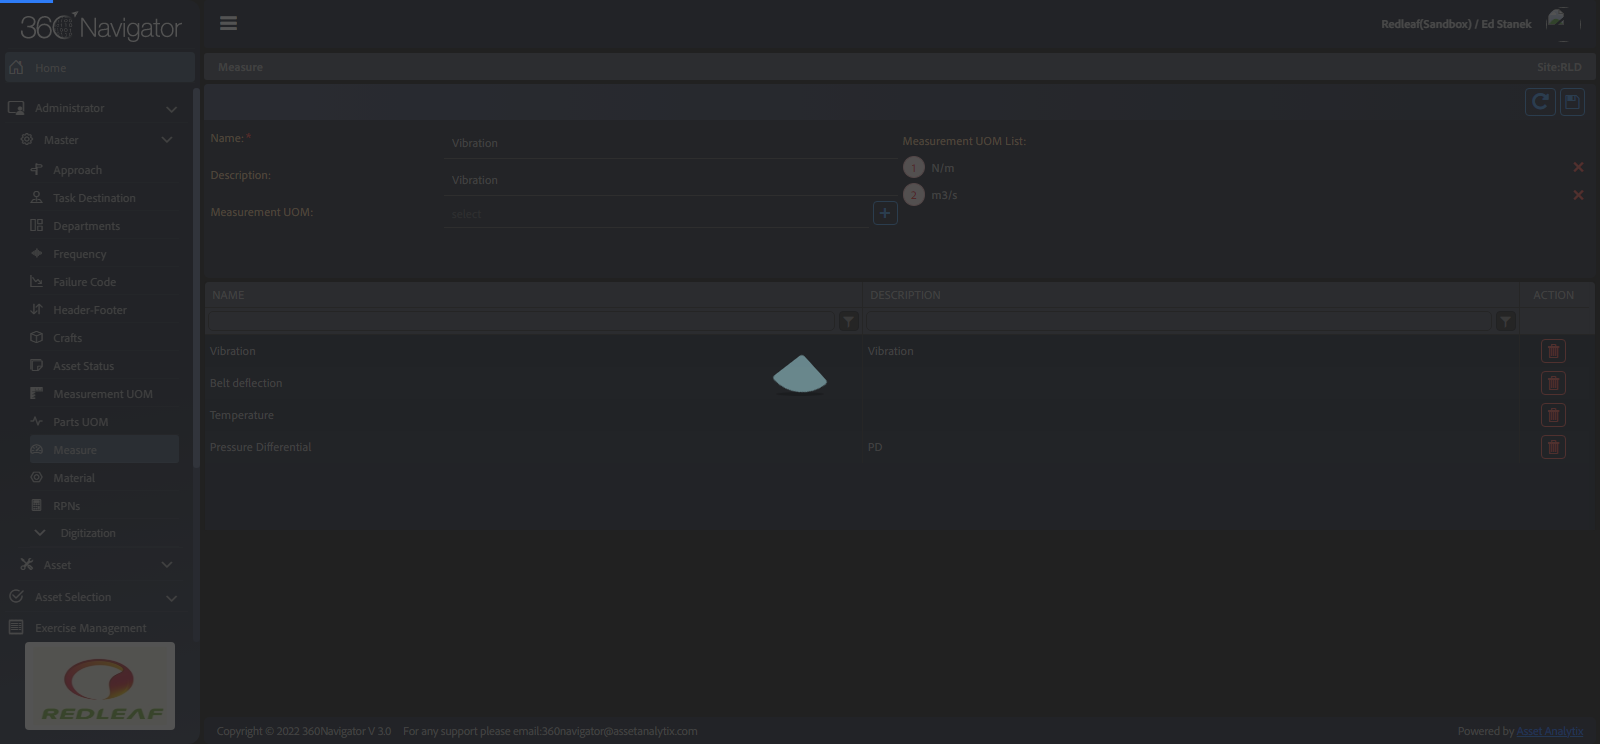 360 Navigator
Redleaf(Sandbox) / Ed Stanek
Home
Measure
Site:RLD
Administrator
Master
Approach
Task Destination
Departments
Frequency
Failure Code
Header-Footer
Crafts
Asset Status
Measurement UOM
Parts UOM
Measure
Material
RPNs
Digitization
Asset
Asset Selection
Exercise Management
REDLEAF
Name: *
Vibration
Description:
Vibration
Measurement UOM:
select
Measurement UOM List:
1 N/m
2 m3/s
NAME DESCRIPTION ACTION
Vibration Vibration
Belt deflection
Temperature
Pressure Differential PD
Copyright © 2022 360Navigator V 3.0 For any support please email:360navigator@assetanalytix.com
Powered by Asset Analytix